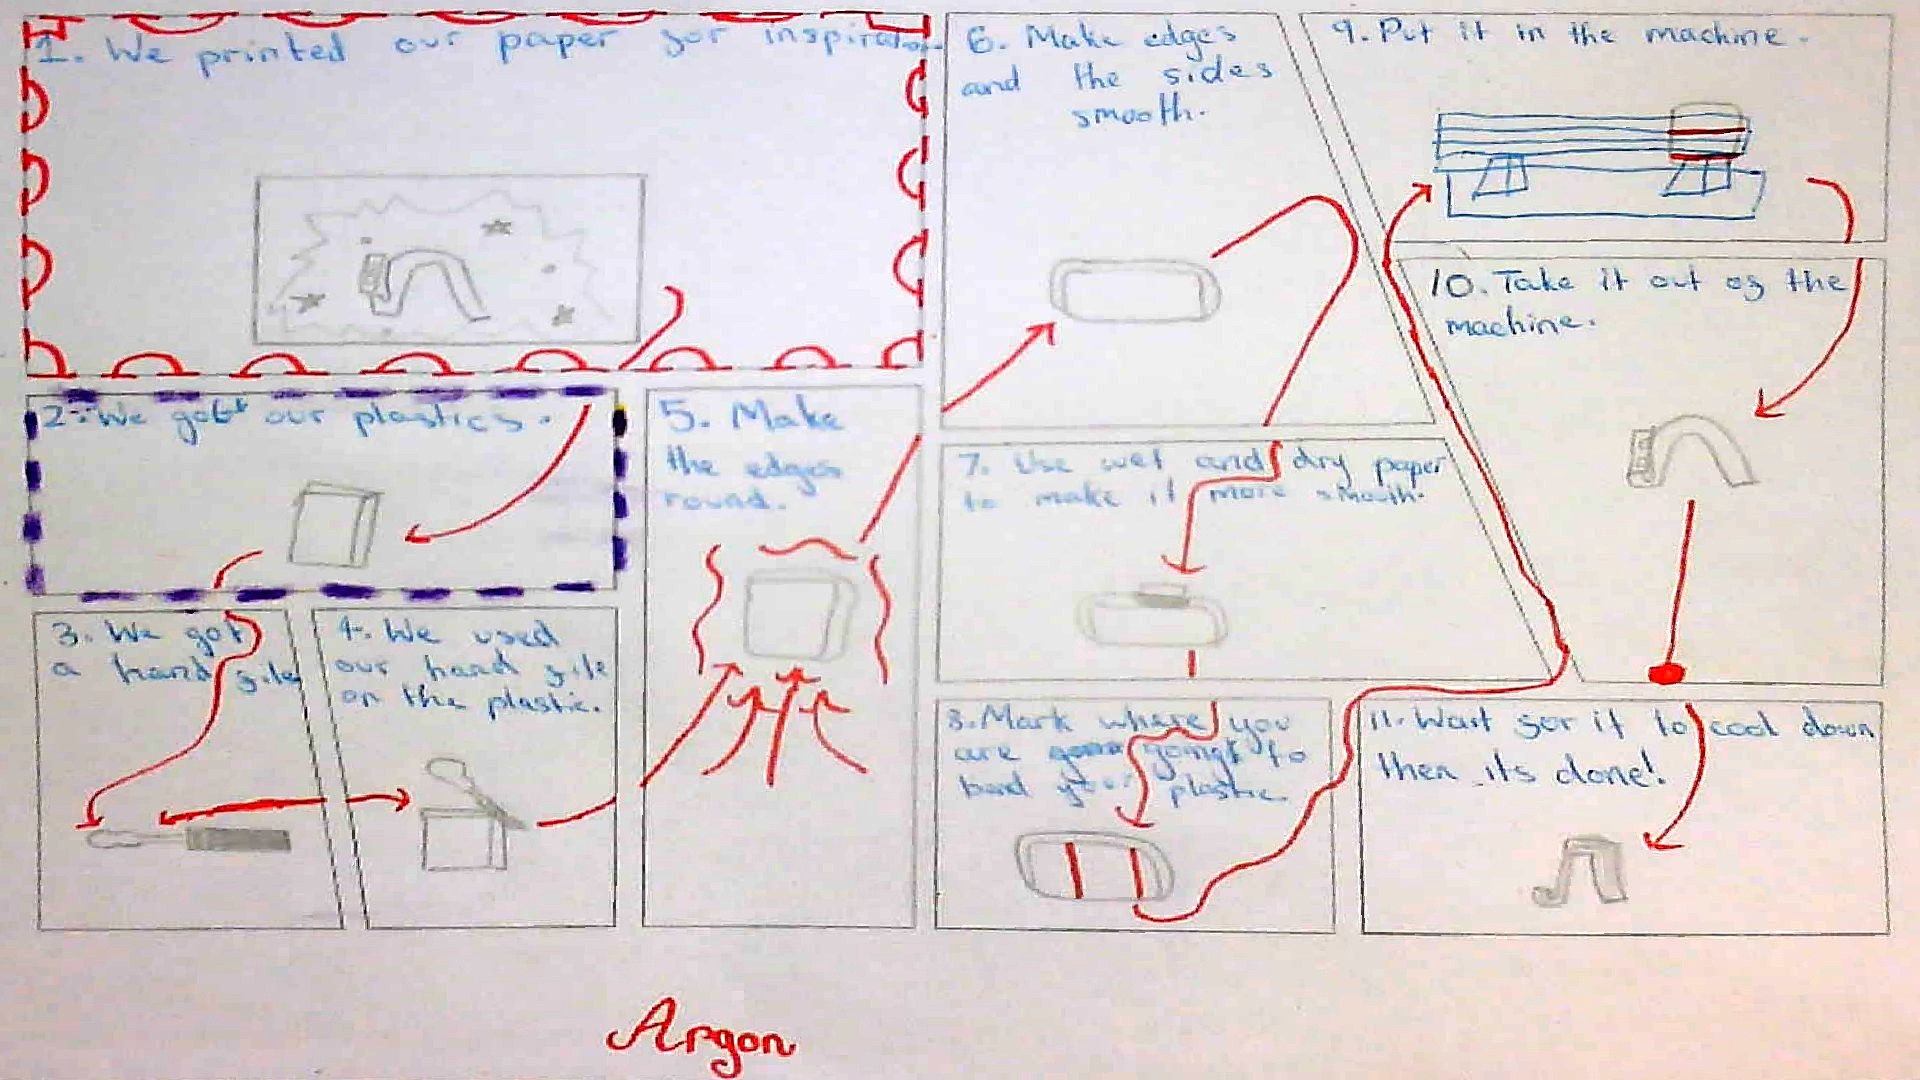 1. We printed our paper for inspiration.
2. We got our plastics.
3. We got
a hand file
4. We used
our hand file
on the plastic.
5. Make
the edges
round.
6. Make edges
and the sides
smooth.
7. Use wet and dry paper
to make it more smooth.
8. Mark where you
are going to
bend your plastic.
9. Put it in the machine.
10. Take it out of the
machine.
11. Wait for it to cool down
then its done!
Argon